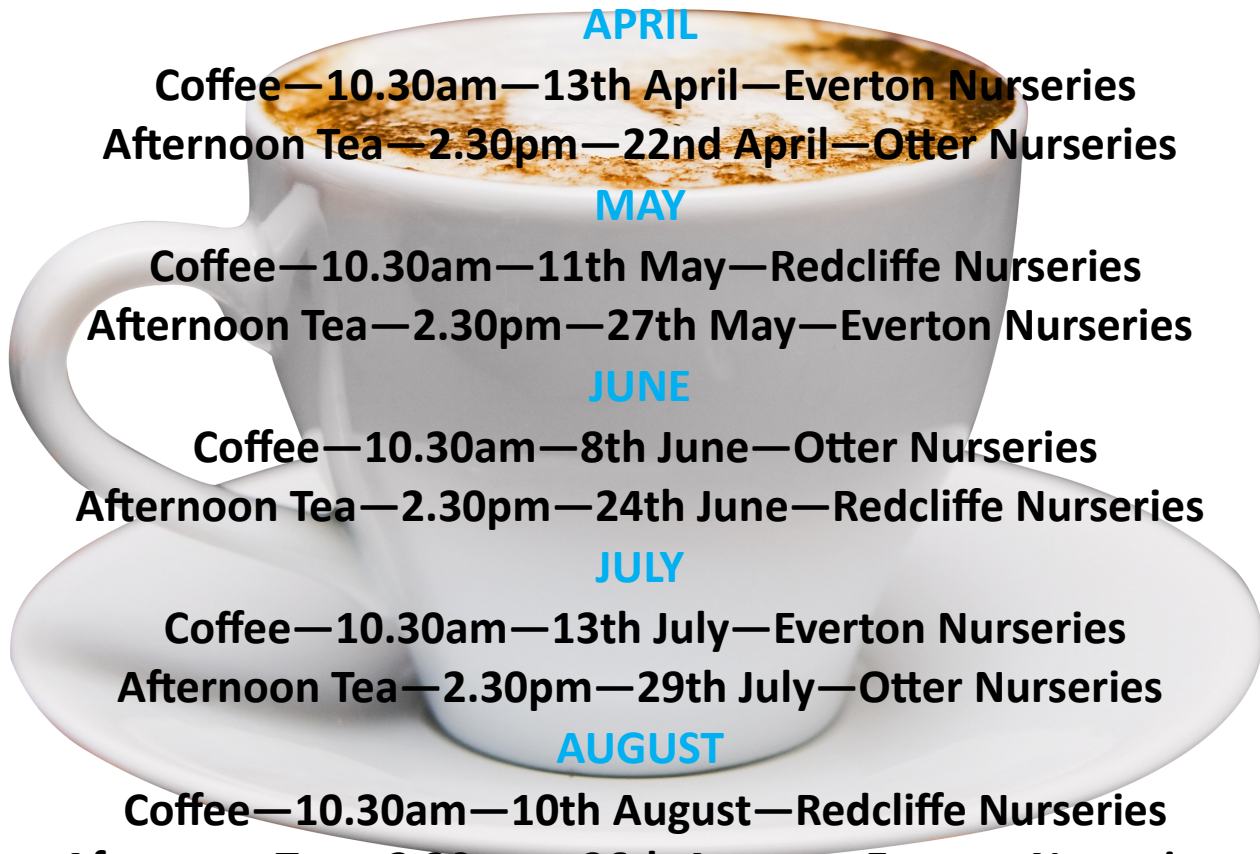 APRIL
Coffee—10.30am—13th April—Everton Nurseries
Afternoon Tea—2.30pm—22nd April—Otter Nurseries
MAY
Coffee—10.30am—11th May—Redcliffe Nurseries
Afternoon Tea—2.30pm—27th May—Everton Nurseries
JUNE
Coffee—10.30am—8th June—Otter Nurseries
Afternoon Tea—2.30pm—24th June—Redcliffe Nurseries
JULY
Coffee—10.30am—13th July—Everton Nurseries
Afternoon Tea—2.30pm—29th July—Otter Nurseries
AUGUST
Coffee—10.30am—10th August—Redcliffe Nurseries